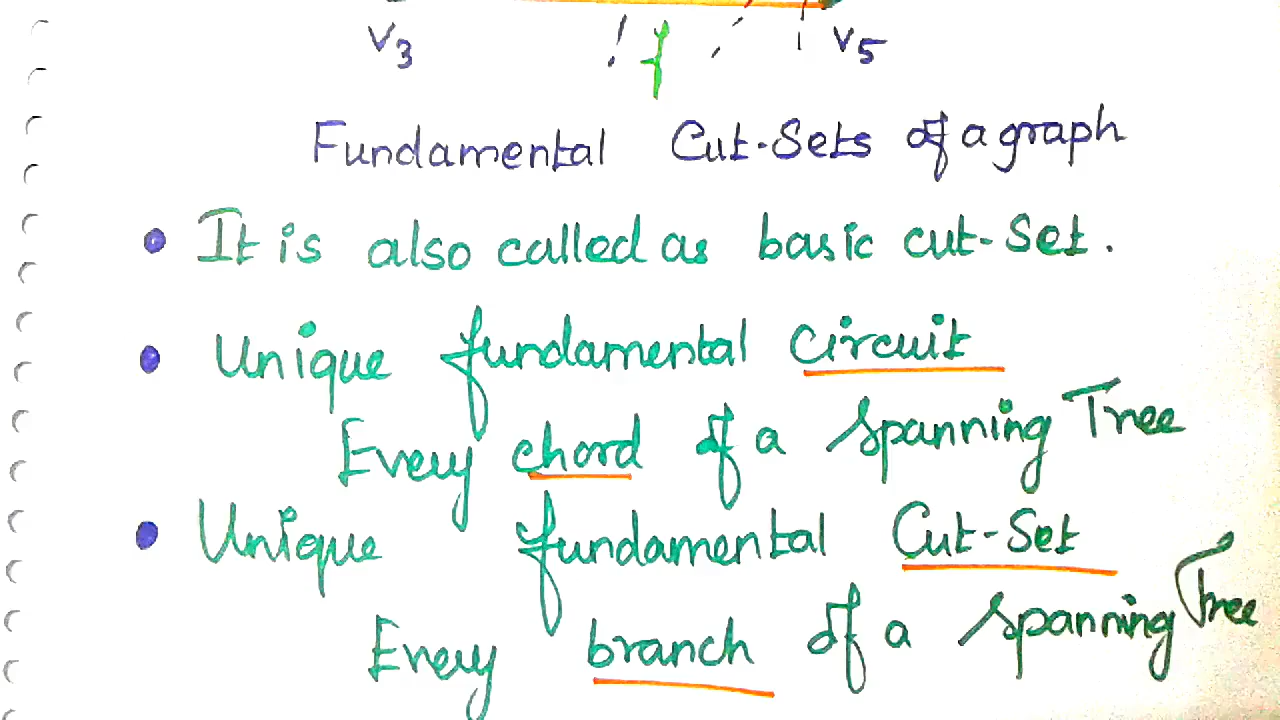 V3 f V5
Fundamental Cut-Sets of a graph
• It is also called as basic cut-set.
• Unique fundamental Circuit
Every chord of a Spanning Tree
• Unique fundamental Cut-Set
Every branch of a Spanning Tree